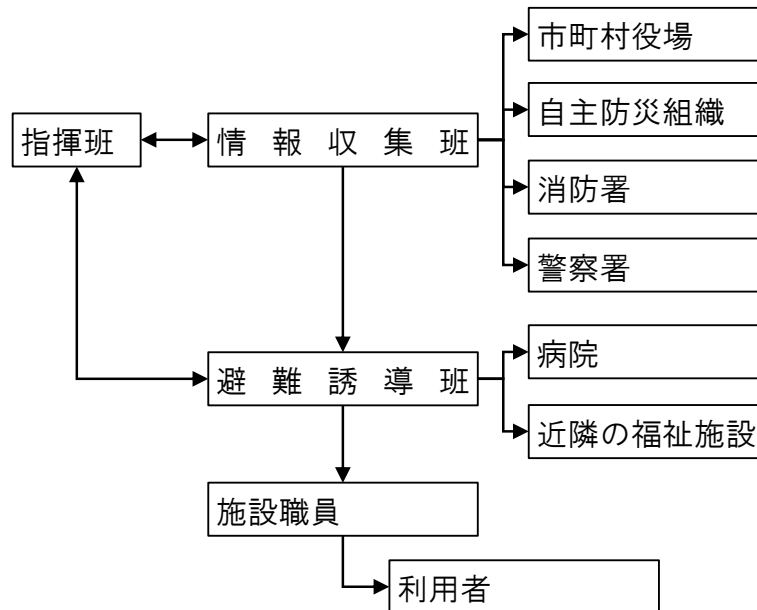 市町村役場
自主防災組織
指揮班
情報収集班
消防署
警察署
病院
避難誘導班
近隣の福祉施設
施設職員
利用者